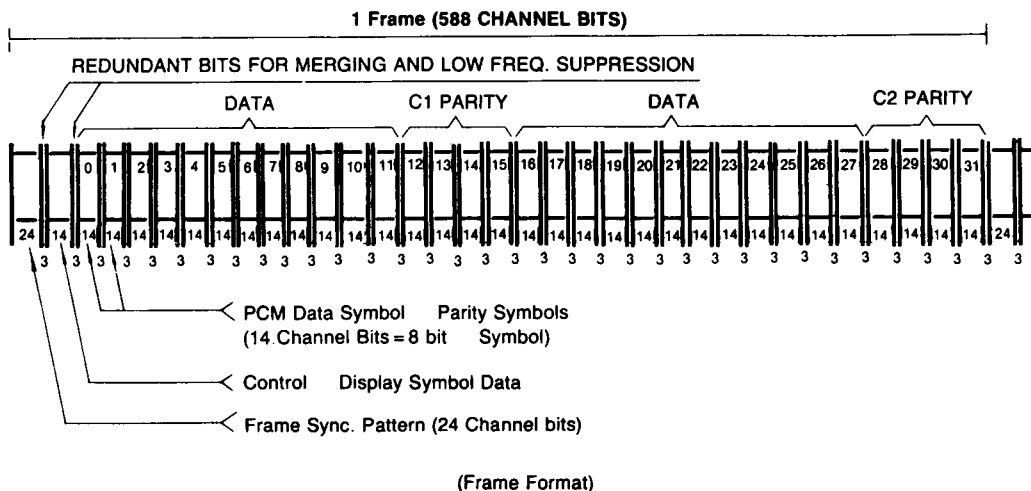 1 Frame (588 CHANNEL BITS)
REDUNDANT BITS FOR MERGING AND LOW FREQ. SUPPRESSION
DATA C1 PARITY DATA C2 PARITY
0 1 2 3 4 5 6 7 8 9 10 11 12 13 14 15 16 17 18 19 20 21 22 23 24 25 26 27 28 29 30 31
24 14 14 14 14 14 14 14 14 14 14 14 14 14 14 14 14 14 14 14 14 14 14 14 14 14 14 14 14 14 14 14 14 14 24
3 3 3 3 3 3 3 3 3 3 3 3 3 3 3 3 3 3 3 3 3 3 3 3 3 3 3 3 3 3 3 3 3 3 3
PCM Data Symbol Parity Symbols
(14 Channel Bits = 8 bit Symbol)
Control Display Symbol Data
Frame Sync. Pattern (24 Channel bits)
(Frame Format)